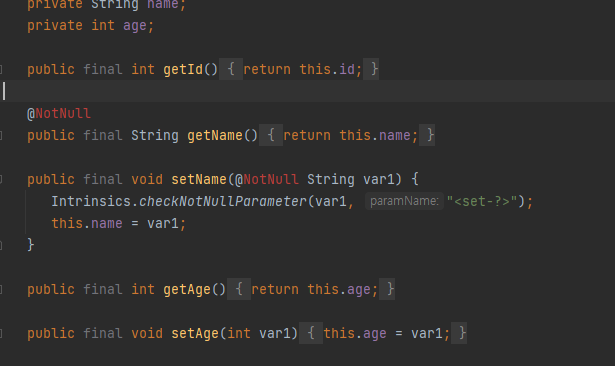 private String name;
private int age;
public final int getId() { return this.id; }
@NotNull
public final String getName() { return this.name; }
public final void setName(@NotNull String var1) {
Intrinsics.checkNotNullParameter(var1, paramName: "<set-?>");
this.name = var1;
}
public final int getAge() { return this.age; }
public final void setAge(int var1) { this.age = var1; }